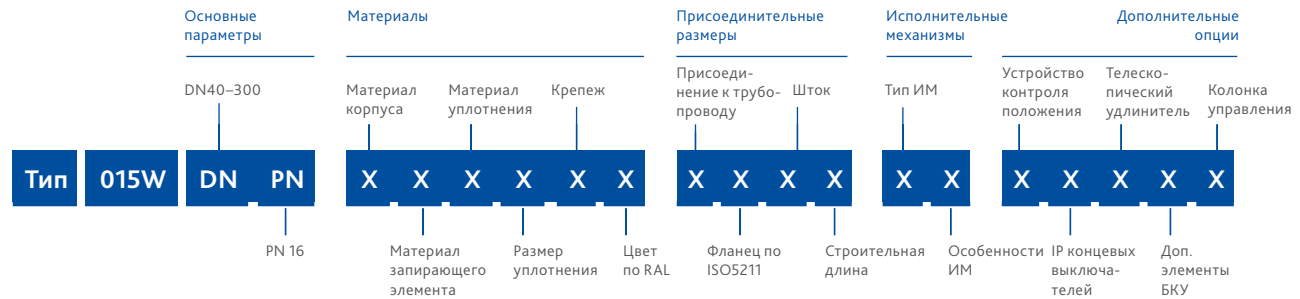 Основные
параметры
Материалы
Присоединительные
размеры
Исполнительные
механизмы
Дополнительные
опции
DN40–300
Материал
корпуса
Материал
уплотнения
Крепеж
Присоеди-
нение к трубо-
проводу
Шток
Тип ИМ
Устройство
контроля
положения
Телеско-
пический
удлинитель
Колонка
управления
Тип 015W DN PN X X X X X X X X X X X X X X X X X
PN 16
Материал
запирающего
элемента
Размер
уплотнения
Цвет
по RAL
Фланец по
ISO5211
Строительная
длина
Особенности
ИМ
IP концевых
выключа-
телей
Доп.
элементы
БКУ